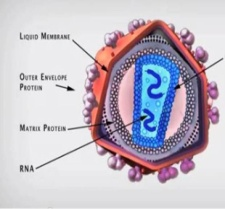 LIQUID MEMBRANE
OUTER ENVELOPE
PROTEIN
MATRIX PROTEIN
RNA